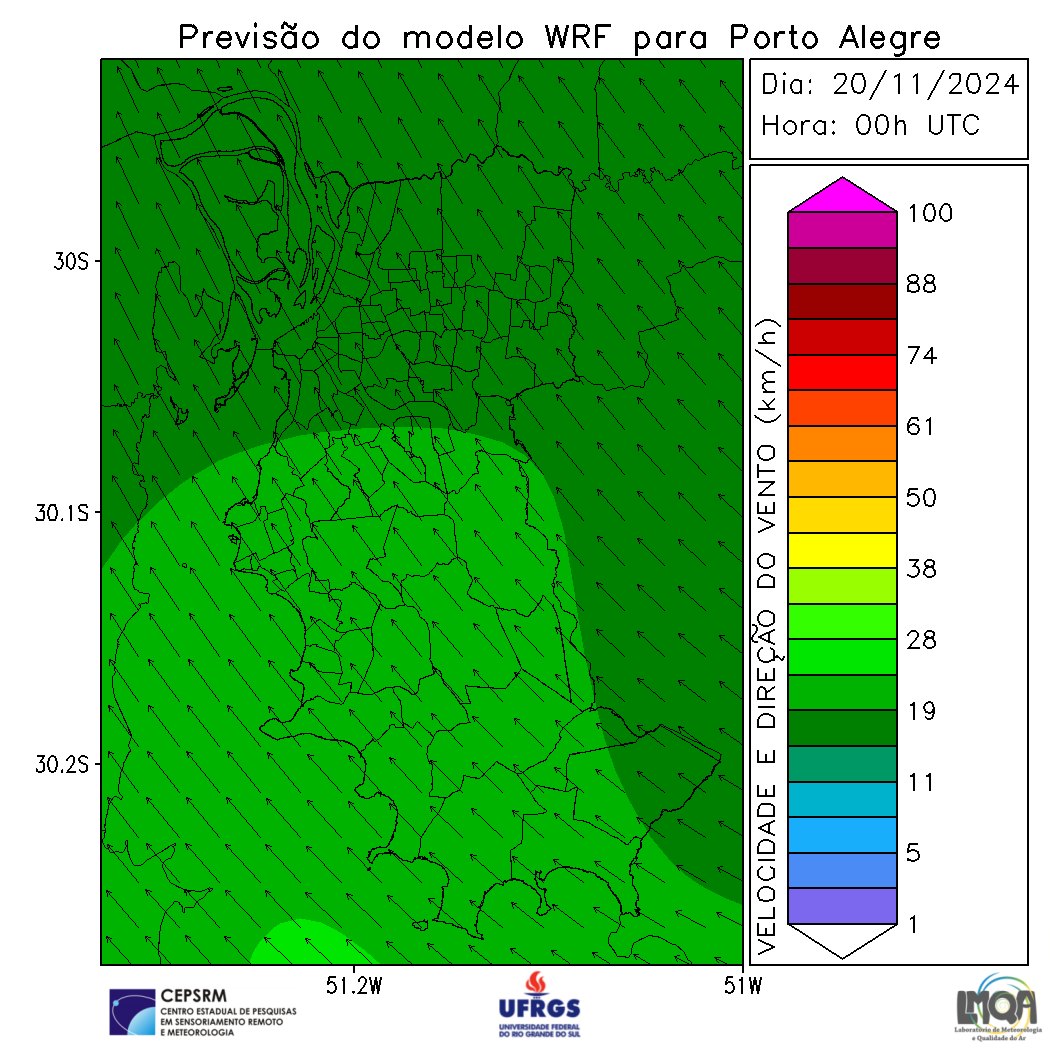 Previsão do modelo WRF para Porto Alegre
Dia: 20/11/2024
Hora: 00h UTC
30S
30.1S
30.2S
51.2W
51W
VELOCIDADE E DIREÇÃO DO VENTO (km/h)
100
88
74
61
50
38
28
19
11
5
1
CEPSRM
CENTRO ESTADUAL DE PESQUISAS
EM SENSORIAMENTO REMOTO
E METEOROLOGIA
UFRGS
UNIVERSIDADE FEDERAL
DO RIO GRANDE DO SUL
LMQA
Laboratório de Meteorologia
e Qualidade do Ar